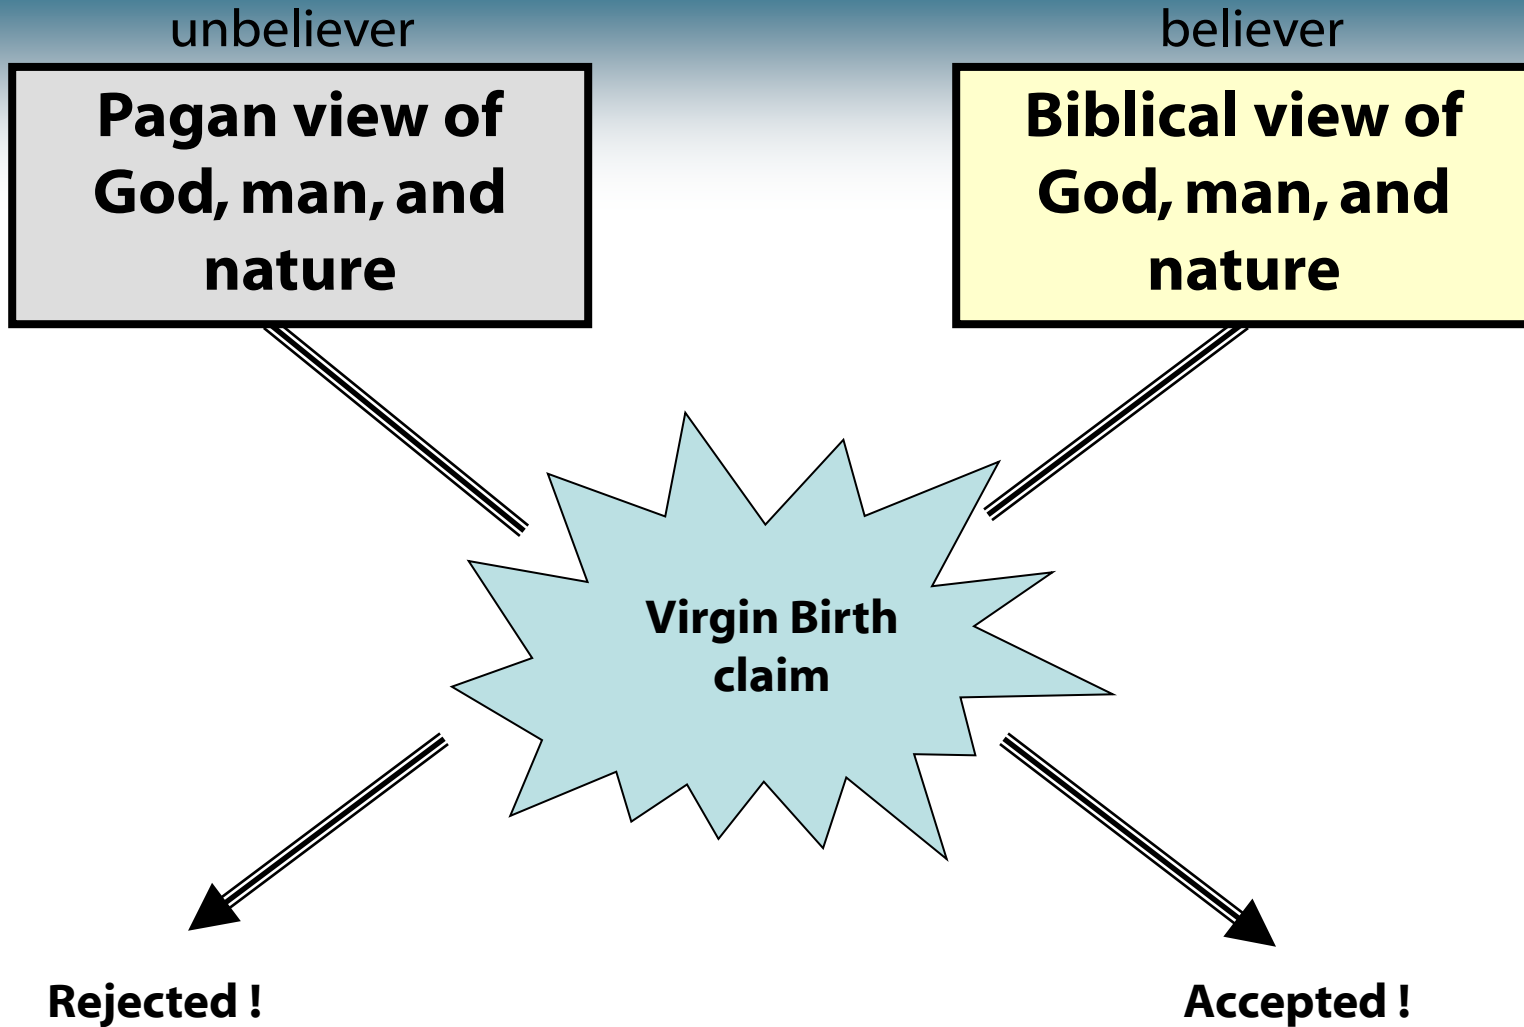 unbeliever
believer
Pagan view of
God, man, and
nature
Biblical view of
God, man, and
nature
Virgin Birth
claim
Rejected !
Accepted !